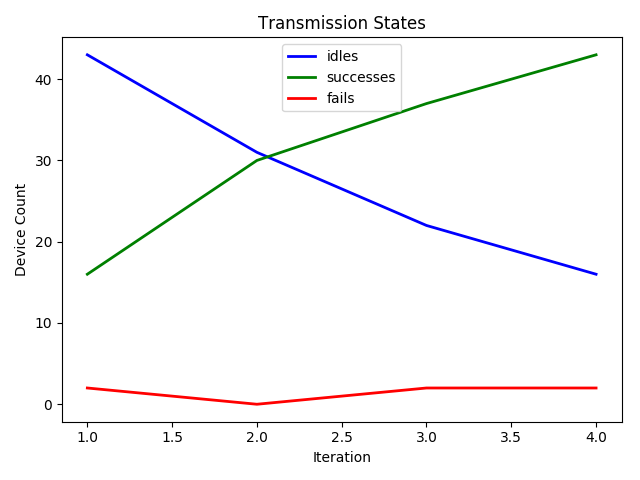 Transmission States
idles
successes
fails
Device Count
40
30
20
10
0
1.0 1.5 2.0 2.5 3.0 3.5 4.0
Iteration